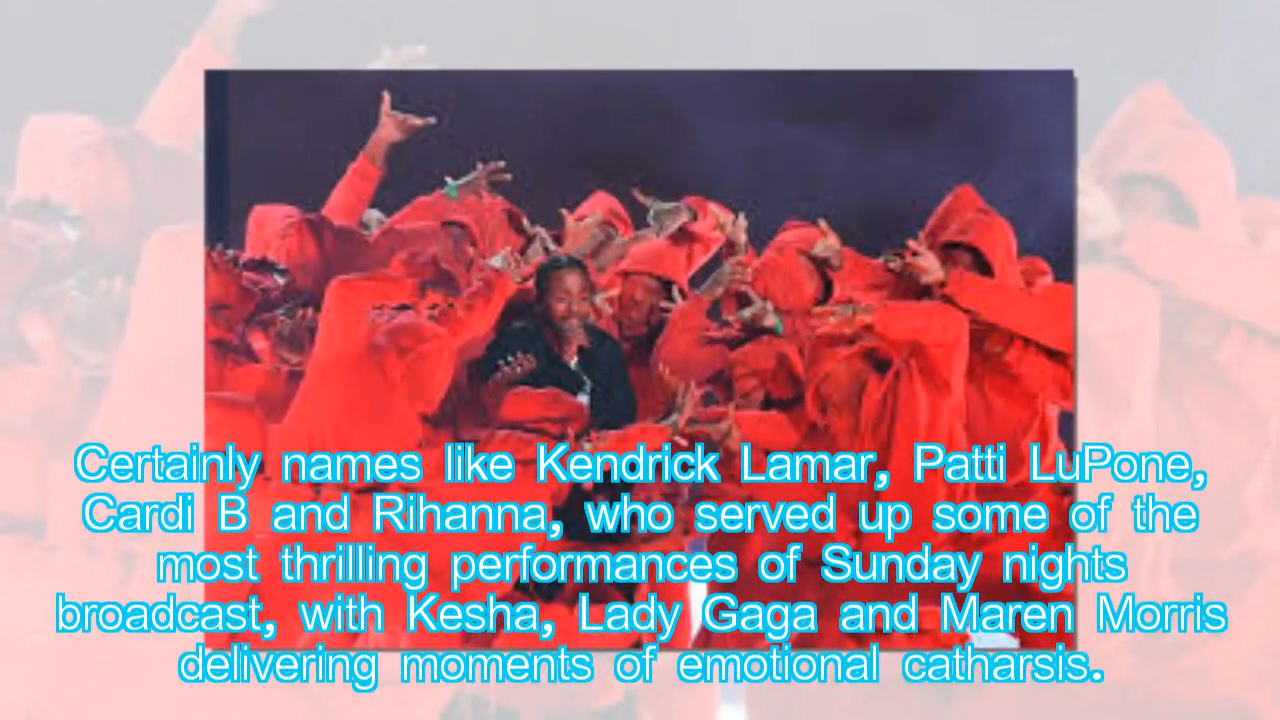 Certainly names like Kendrick Lamar, Patti LuPone,
Cardi B and Rihanna, who served up some of the
most thrilling performances of Sunday nights
broadcast, with Kesha, Lady Gaga and Maren Morris
delivering moments of emotional catharsis.